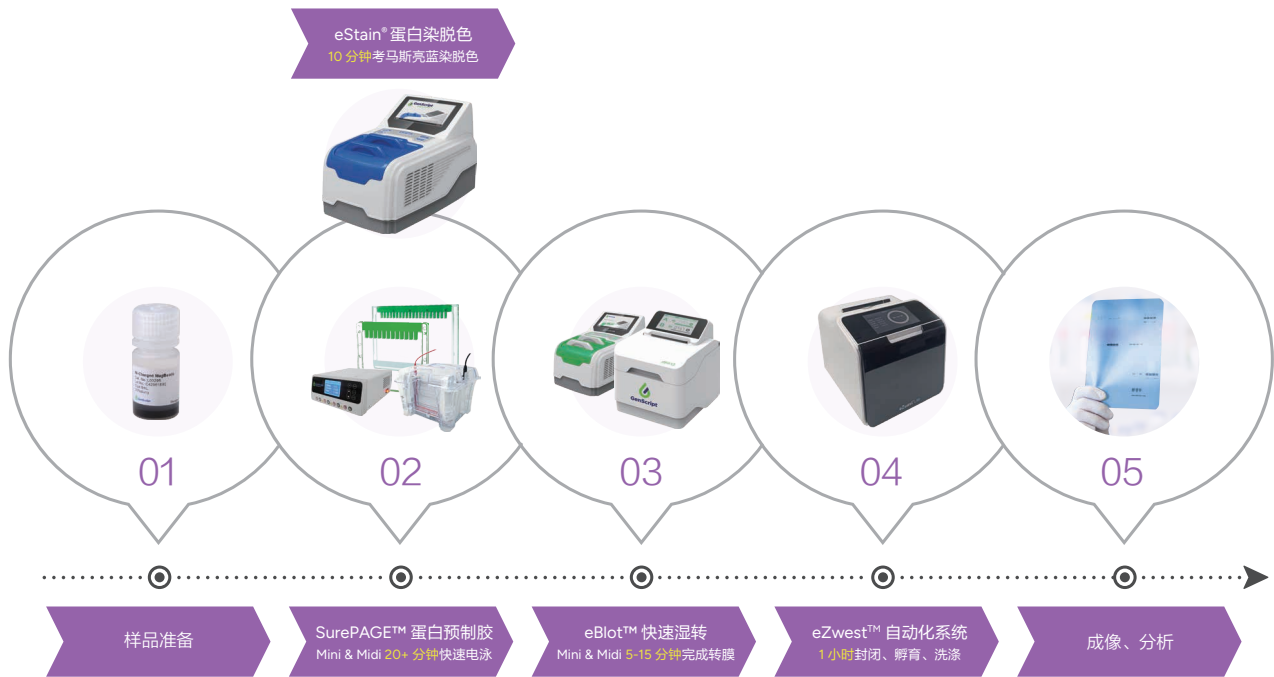 eStain® 蛋白染脱色
10 分钟考马斯亮蓝染脱色
GenScript
GenScript
01
02
03
04
05
样品准备
SurePAGE™ 蛋白预制胶
Mini & Midi 20+ 分钟快速电泳
eBlot™ 快速湿转
Mini & Midi 5-15 分钟完成转膜
eZwest™ 自动化系统
1 小时封闭、孵育、洗涤
成像、分析